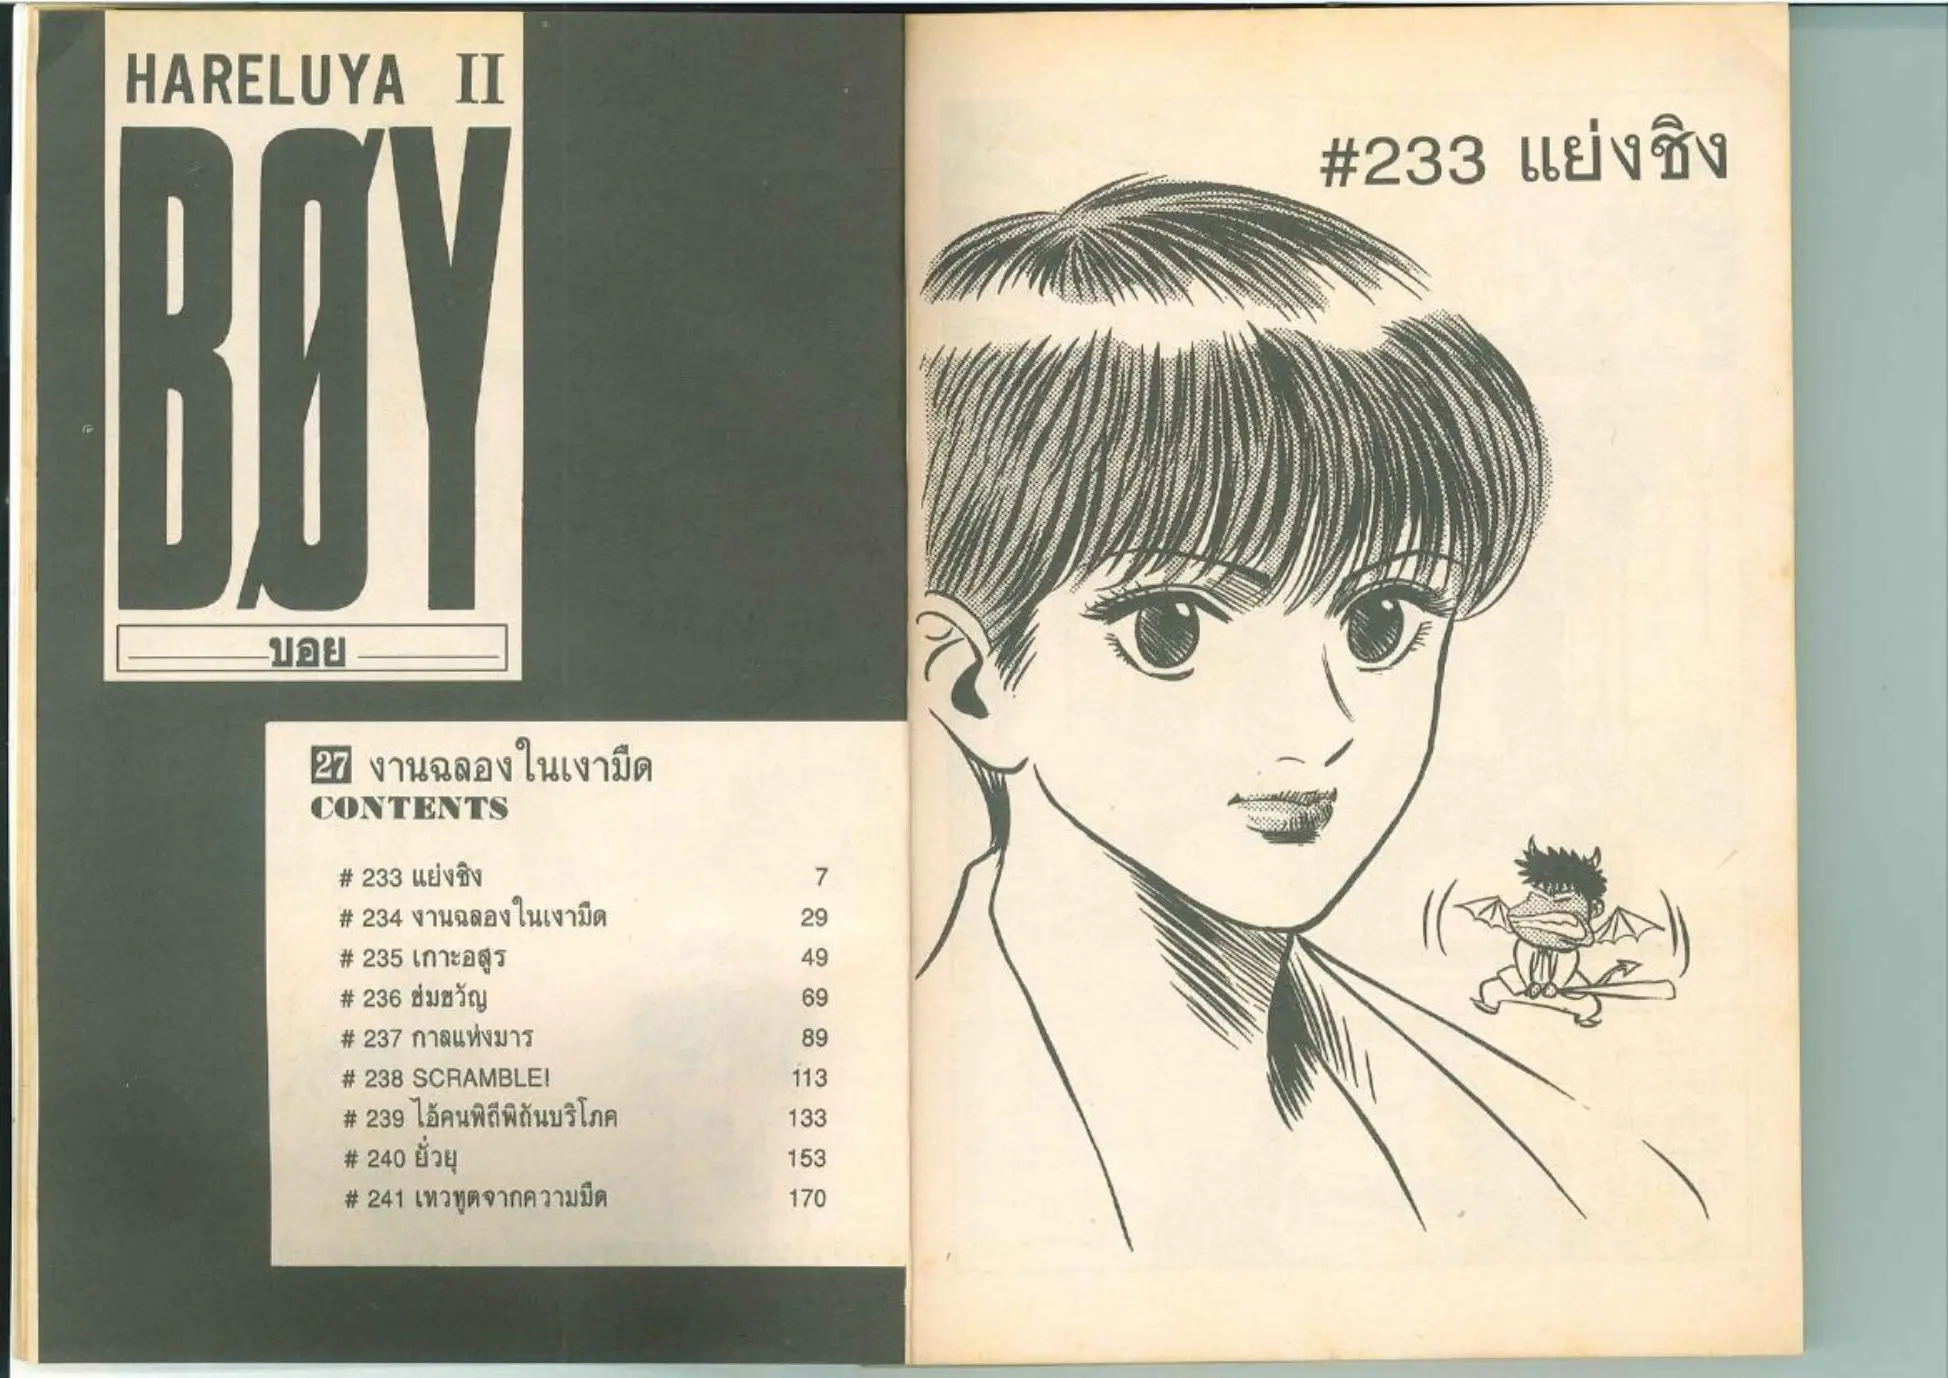 HARELUYA II
BØY
บอย
27 งานฉลองในเงามืด
CONTENTS
# 233 แย่งชิง 7
# 234 งานฉลองในเงามืด 29
# 235 เกาะอสูร 49
# 236 ข่มขวัญ 69
# 237 กาลแห่งมาร 89
# 238 SCRAMBLE! 113
# 239 ไอ้คนพิถีพิถันบริโภค 133
# 240 ยั่วยุ 153
# 241 เทวทูตจากความมืด 170
#233 แย่งชิง